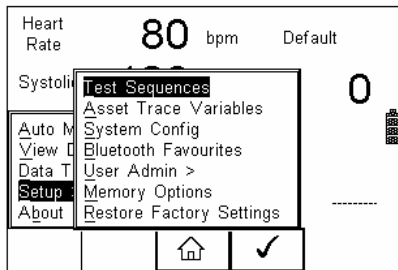 Heart
Rate 80 bpm Default
Systoli 0
Test Sequences
Asset Trace Variables
System Config
Bluetooth Favourites
User Admin >
Memory Options
Restore Factory Settings
Auto M
View D
Data T
Setup
About